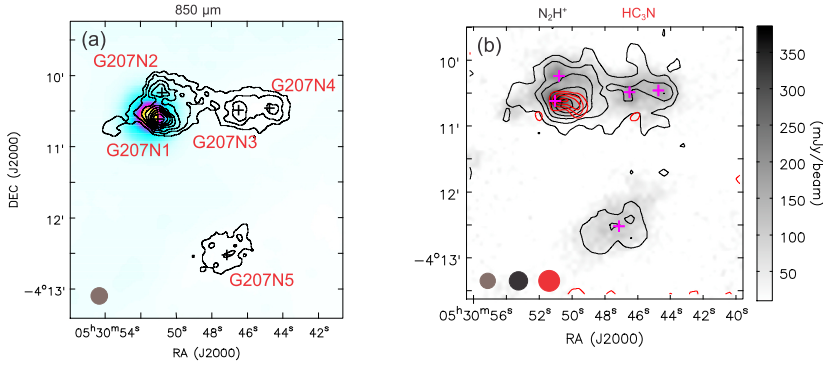 850 μm
(a)
G207N2
G207N4
G207N1
G207N3
G207N5
10'
11'
12'
−4°13'
DEC (J2000)
05ʰ30ᵐ54ˢ 50ˢ 48ˢ 46ˢ 44ˢ 42ˢ
RA (J2000)
N₂H⁺ HC₃N
(b)
10'
11'
12'
−4°13'
05ʰ30ᵐ56ˢ 52ˢ 50ˢ 48ˢ 46ˢ 44ˢ 42ˢ 40ˢ
RA (J2000)
350
300
250
200
150
100
50
(mJy/beam)